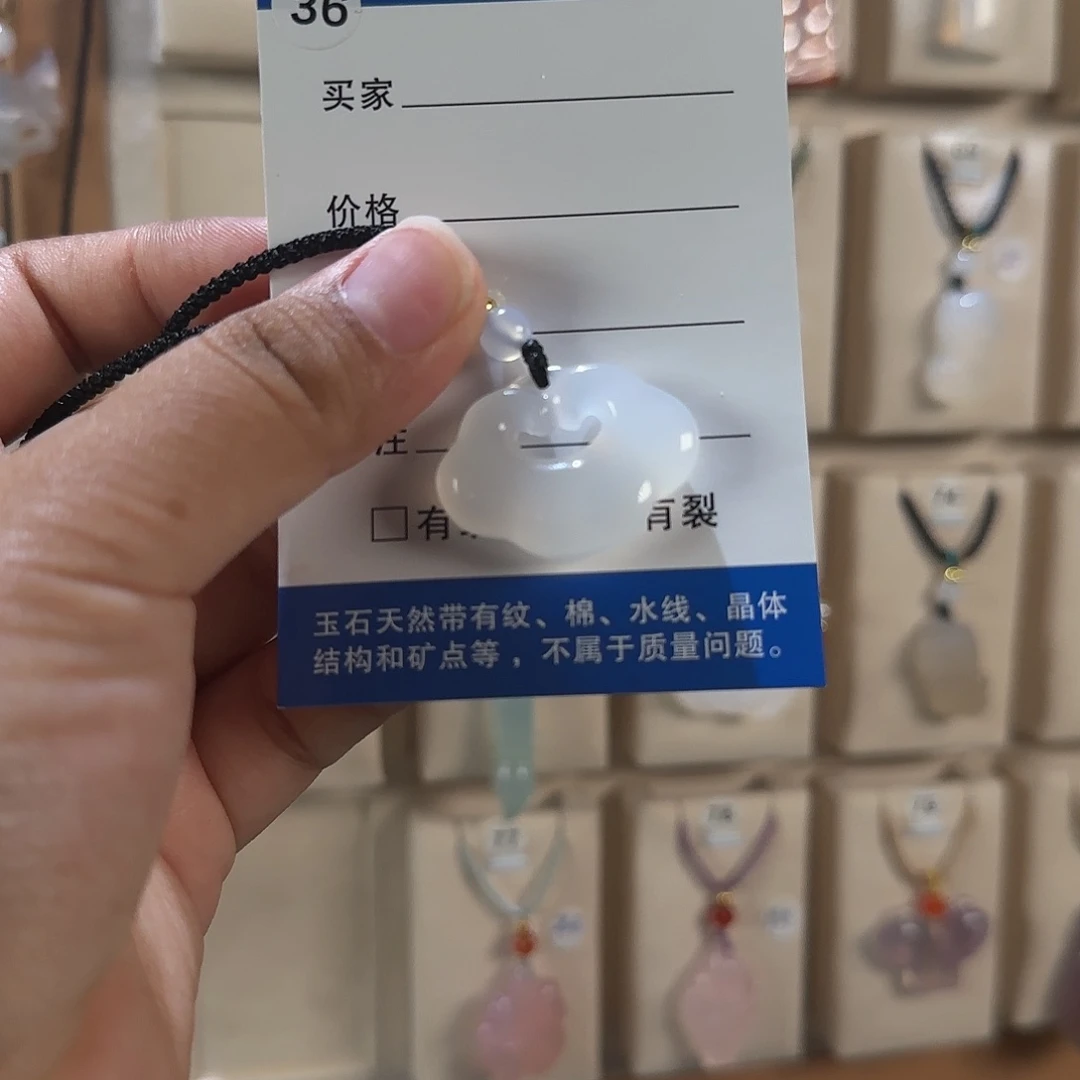 36
买家
价格
注
有
有裂
玉石天然带有纹、棉、水线、晶体
结构和矿点等，不属于质量问题。